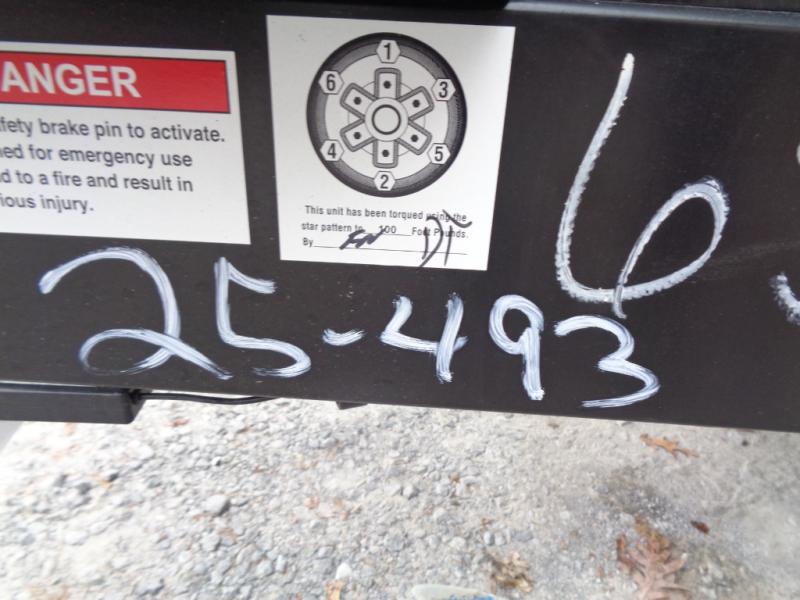 ANGER
fety brake pin to activate.
ned for emergency use
d to a fire and result in
ious injury.
1
6
3
4
5
2
This unit has been torqued using the
star pattern to 100 Foot Pounds.
By
6
25-493